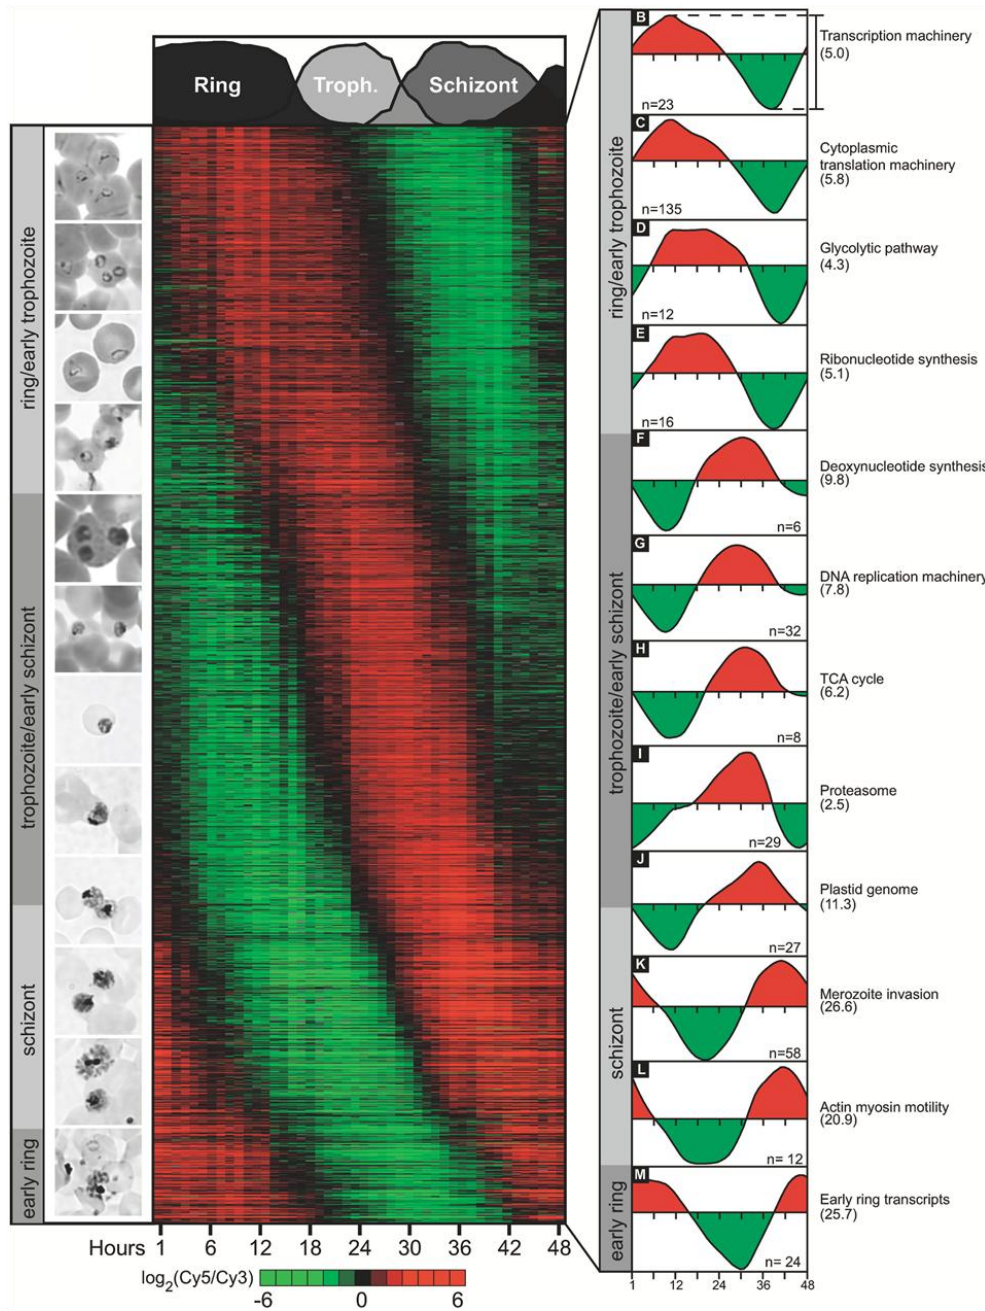 Ring
Troph.
Schizont
ring/early trophozoite
trophozoite/early schizont
schizont
early ring
Hours 1 6 12 18 24 30 36 42 48
log2(Cy5/Cy3)
-6 0 6
ring/early trophozoite
trophozoite/early schizont
schizont
early ring
B
n=23
Transcription machinery
(5.0)
C
n=135
Cytoplasmic
translation machinery
(5.8)
D
n=12
Glycolytic pathway
(4.3)
E
n=16
Ribonucleotide synthesis
(5.1)
F
n=6
Deoxynucleotide synthesis
(9.8)
G
n=32
DNA replication machinery
(7.8)
H
n=8
TCA cycle
(6.2)
I
n=29
Proteasome
(2.5)
J
n=27
Plastid genome
(11.3)
K
n=58
Merozoite invasion
(26.6)
L
n= 12
Actin myosin motility
(20.9)
M
n= 24
Early ring transcripts
(25.7)
1 12 24 36 48